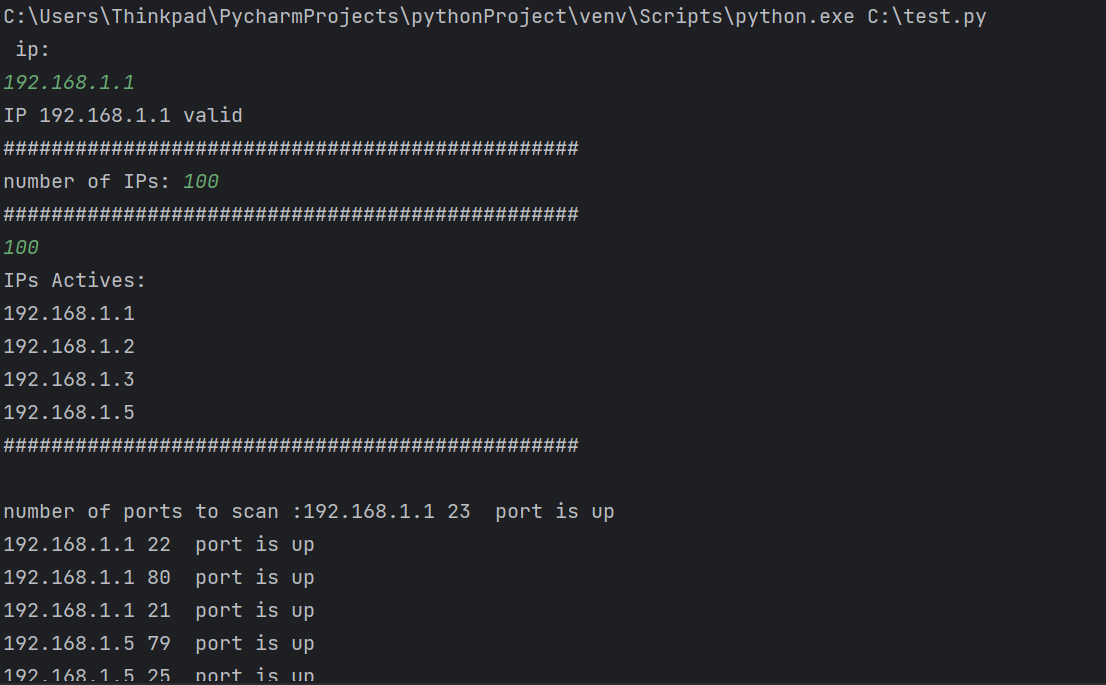 C:\Users\Thinkpad\PycharmProjects\pythonProject\venv\Scripts\python.exe C:\test.py
ip:
192.168.1.1
IP 192.168.1.1 valid
################################################
number of IPs: 100
################################################
100
IPs Actives:
192.168.1.1
192.168.1.2
192.168.1.3
192.168.1.5
################################################
number of ports to scan :192.168.1.1 23  port is up
192.168.1.1 22  port is up
192.168.1.1 80  port is up
192.168.1.1 21  port is up
192.168.1.5 79  port is up
192.168.1.5 25  port is up